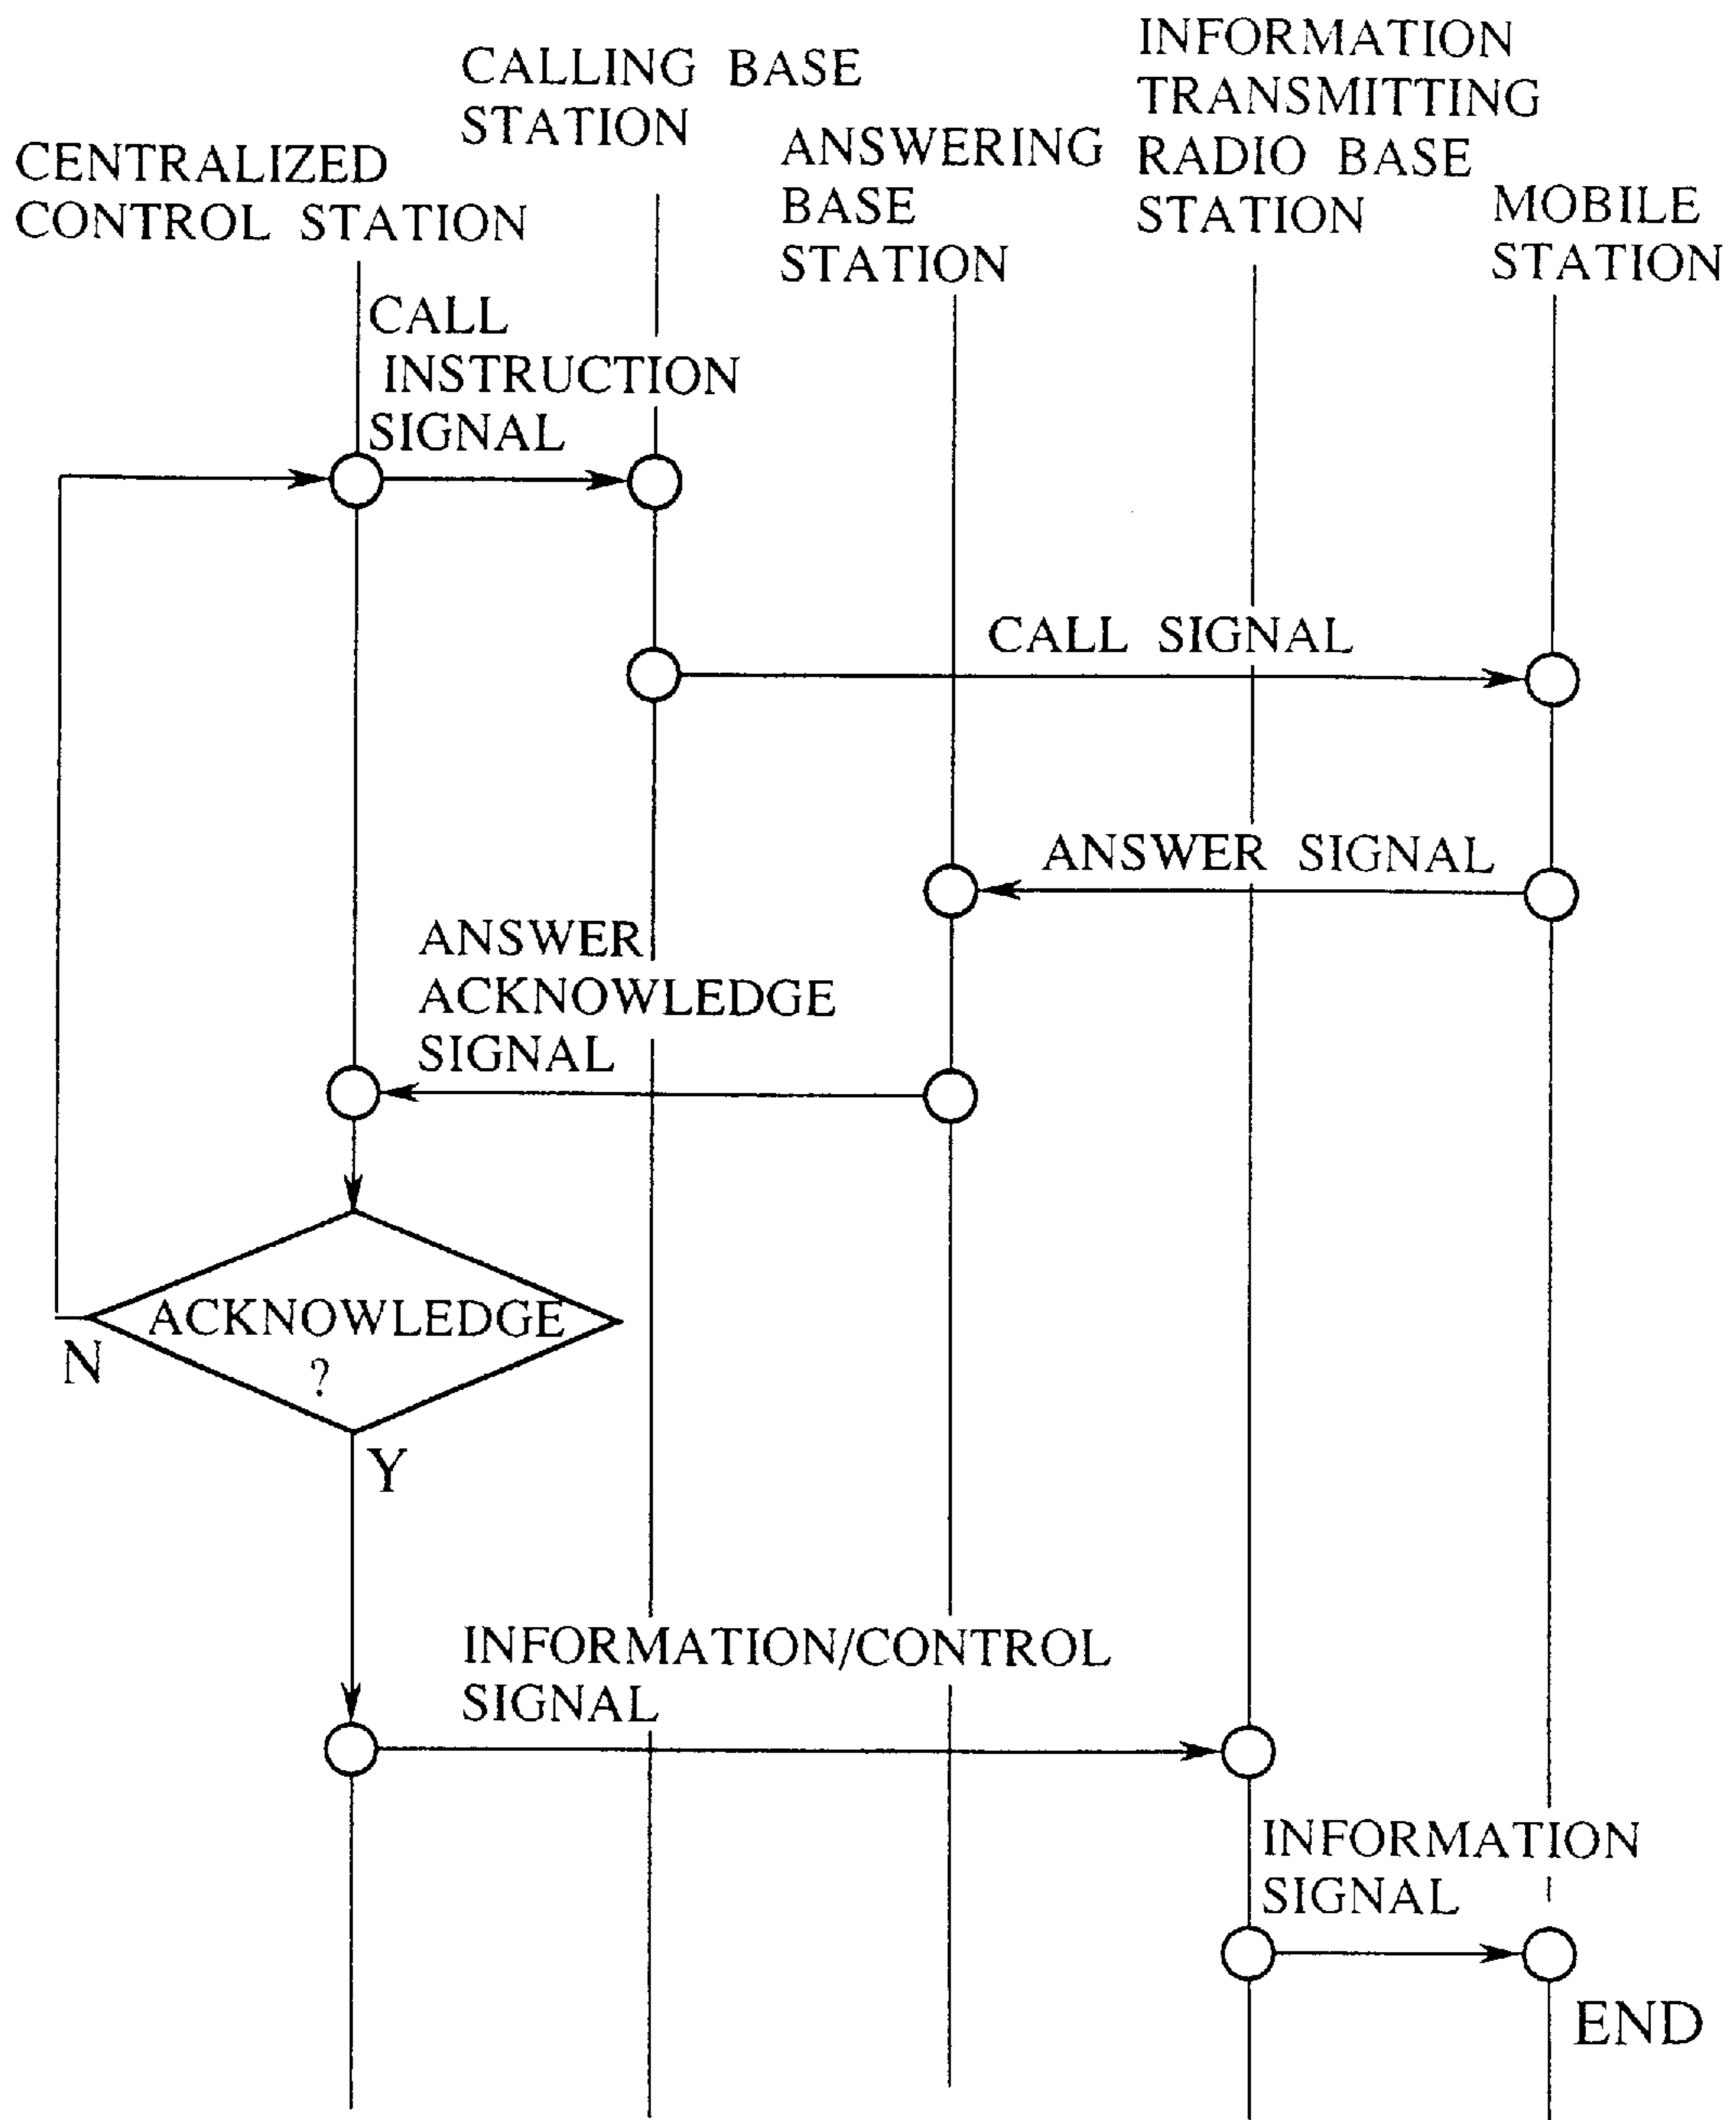 CENTRALIZED
CONTROL STATION
CALLING BASE
STATION
ANSWERING
BASE
STATION
INFORMATION
TRANSMITTING
RADIO BASE
STATION
MOBILE
STATION
CALL
INSTRUCTION
SIGNAL
CALL SIGNAL
ANSWER SIGNAL
ANSWER
ACKNOWLEDGE
SIGNAL
ACKNOWLEDGE
?
N
Y
INFORMATION/CONTROL
SIGNAL
INFORMATION
SIGNAL
END